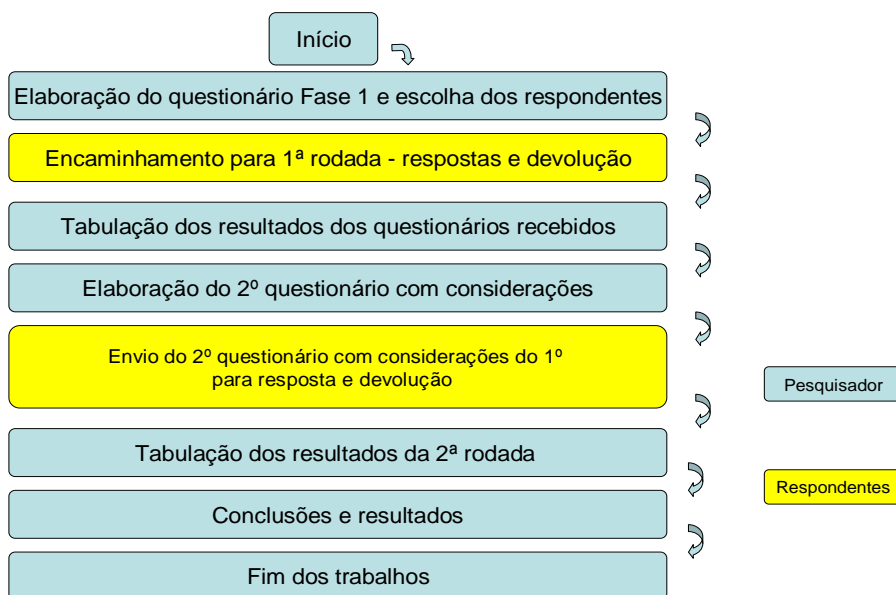 Início
Elaboração do questionário Fase 1 e escolha dos respondentes
Encaminhamento para 1ª rodada - respostas e devolução
Tabulação dos resultados dos questionários recebidos
Elaboração do 2º questionário com considerações
Envio do 2º questionário com considerações do 1º
para resposta e devolução
Pesquisador
Tabulação dos resultados da 2ª rodada
Respondentes
Conclusões e resultados
Fim dos trabalhos